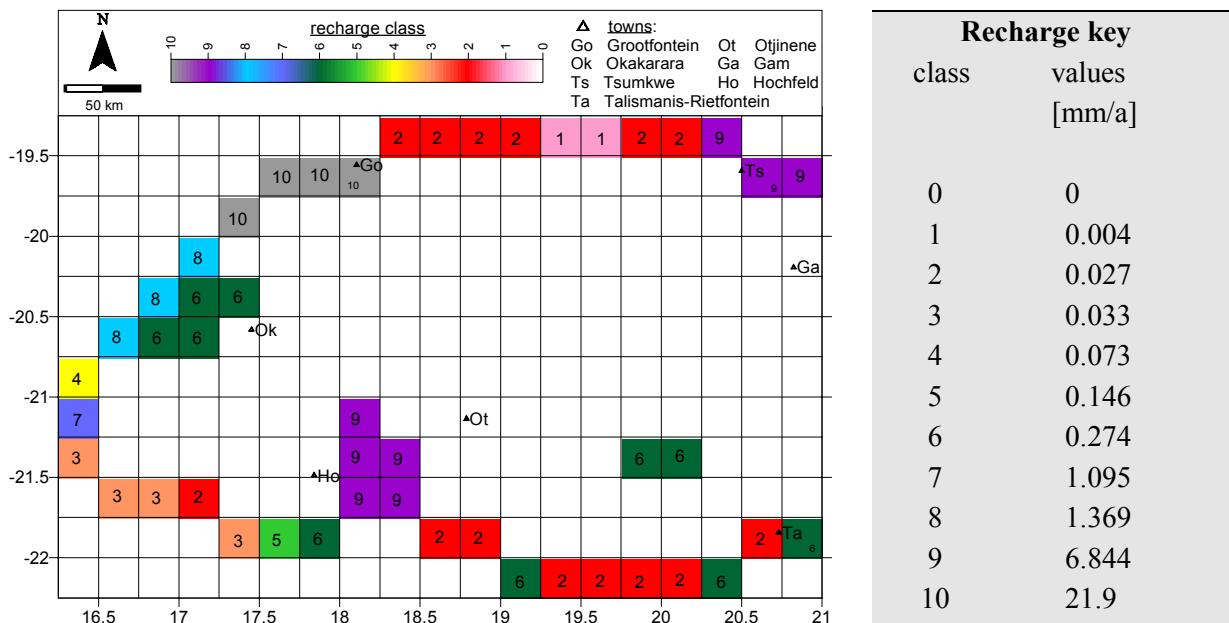 N
50 km
recharge class
10 9 8 7 6 5 4 3 2 1 0
towns:
Go Grootfontein Ot Otjinene
Ok Okakarara Ga Gam
Ts Tsumkwe Ho Hochfeld
Ta Talismanis-Rietfontein
2 2 2 2 1 1 2 2 9
-19.5
Go
10 10 10 Ts 9 9
10
-20
8
Ga
8 6 6
-20.5
8 6 6 Ok
4
-21
7 9 Ot
3 9 9 6 6
-21.5
Ho
3 3 2 9 9
3 5 6 2 2 2 Ta 6
-22
6 2 2 2 2 6
16.5 17 17.5 18 18.5 19 19.5 20 20.5 21
Recharge key
class values
[mm/a]
0 0
1 0.004
2 0.027
3 0.033
4 0.073
5 0.146
6 0.274
7 1.095
8 1.369
9 6.844
10 21.9